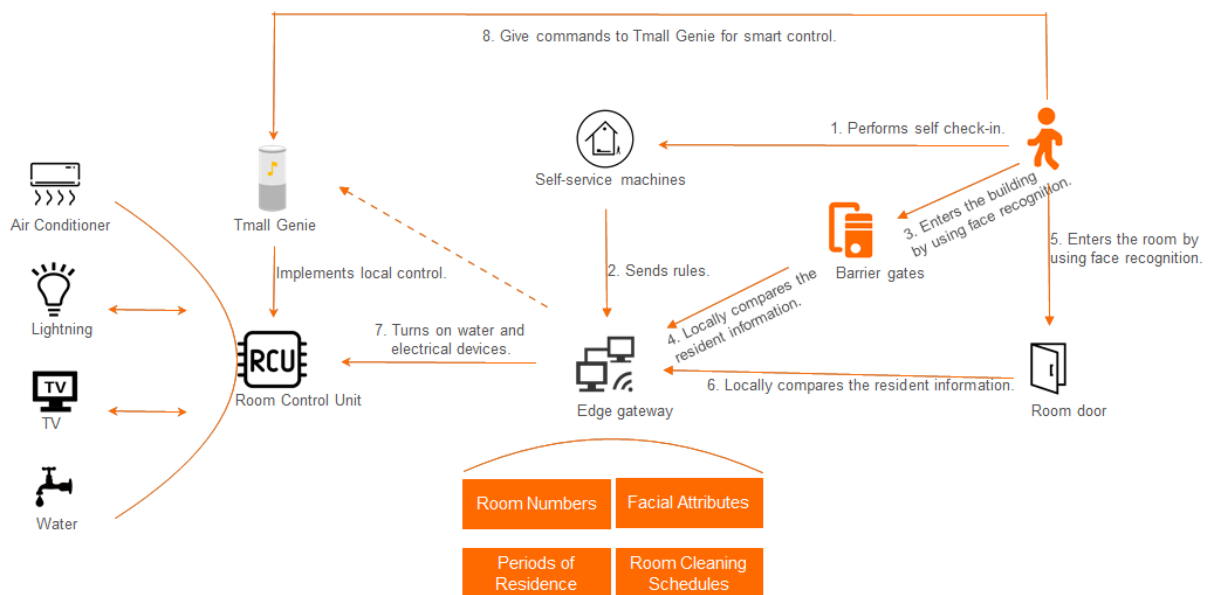 8. Give commands to Tmall Genie for smart control.
1. Performs self check-in.
Self-service machines
Air Conditioner
Tmall Genie
3. Enters the building
by using face recognition.
5. Enters the room by
using face recognition.
Barrier gates
Implements local control.
2. Sends rules.
4. Locally compares the
resident information.
Lightning
7. Turns on water and
electrical devices.
RCU
Room Control Unit
6. Locally compares the resident information.
TV
TV
Edge gateway
Room door
Room Numbers
Facial Attributes
Water
Periods of
Residence
Room Cleaning
Schedules